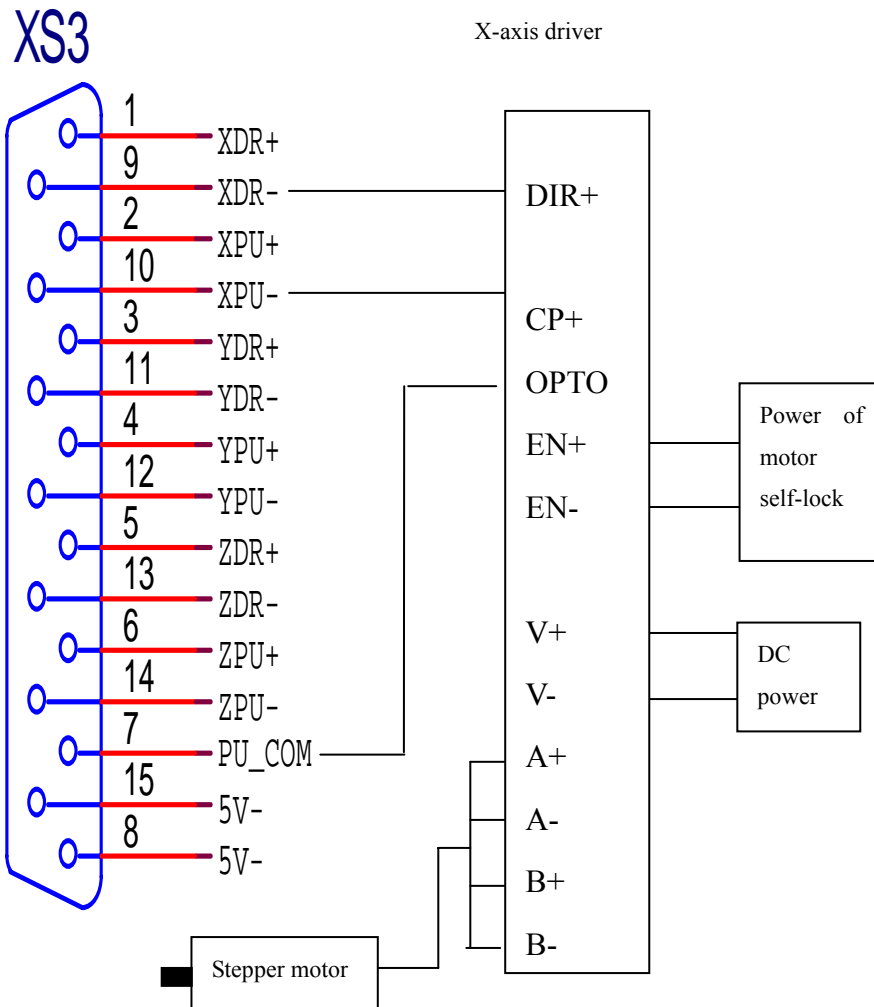 XS3
X-axis driver
1
XDR+
9
XDR-
2
XPU+
10
XPU-
3
YDR+
11
YDR-
4
YPU+
12
YPU-
5
ZDR+
13
ZDR-
6
ZPU+
14
ZPU-
7
PU_COM
15
5V-
8
5V-
DIR+
CP+
OPTO
EN+
EN-
V+
V-
A+
A-
B+
B-
Power of
motor
self-lock
DC
power
Stepper motor